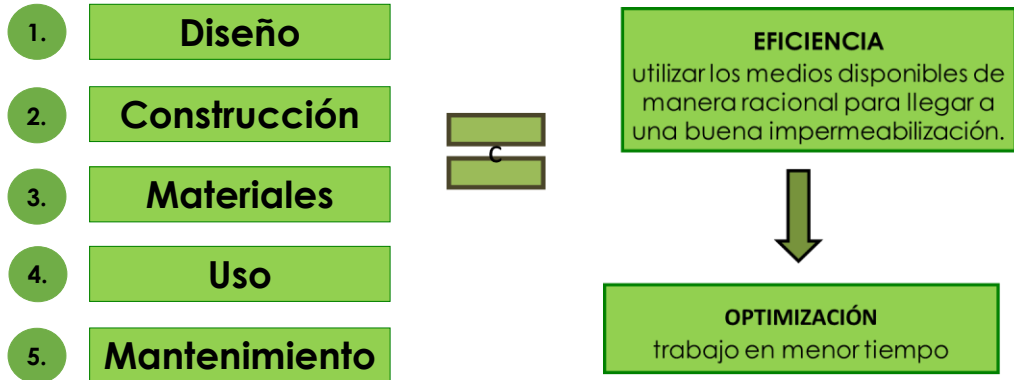 1. Diseño
2. Construcción
3. Materiales
4. Uso
5. Mantenimiento
C
EFICIENCIA
utilizar los medios disponibles de
manera racional para llegar a
una buena impermeabilización.
OPTIMIZACIÓN
trabajo en menor tiempo